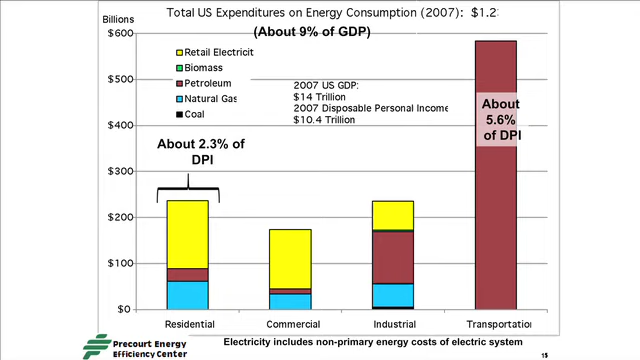 Total US Expenditures on Energy Consumption (2007): $1.2
(About 9% of GDP)
Billions
$600
$500
$400
$300
$200
$100
$0
Retail Electricit
Biomass
Petroleum
Natural Gas
Coal
2007 US GDP:
$14 Trillion
2007 Disposable Personal Income
$10.4 Trillion
About 2.3% of
DPI
About
5.6%
of DPI
Residential
Commercial
Industrial
Transportation
Electricity includes non-primary energy costs of electric system
Precourt Energy
Efficiency Center
15